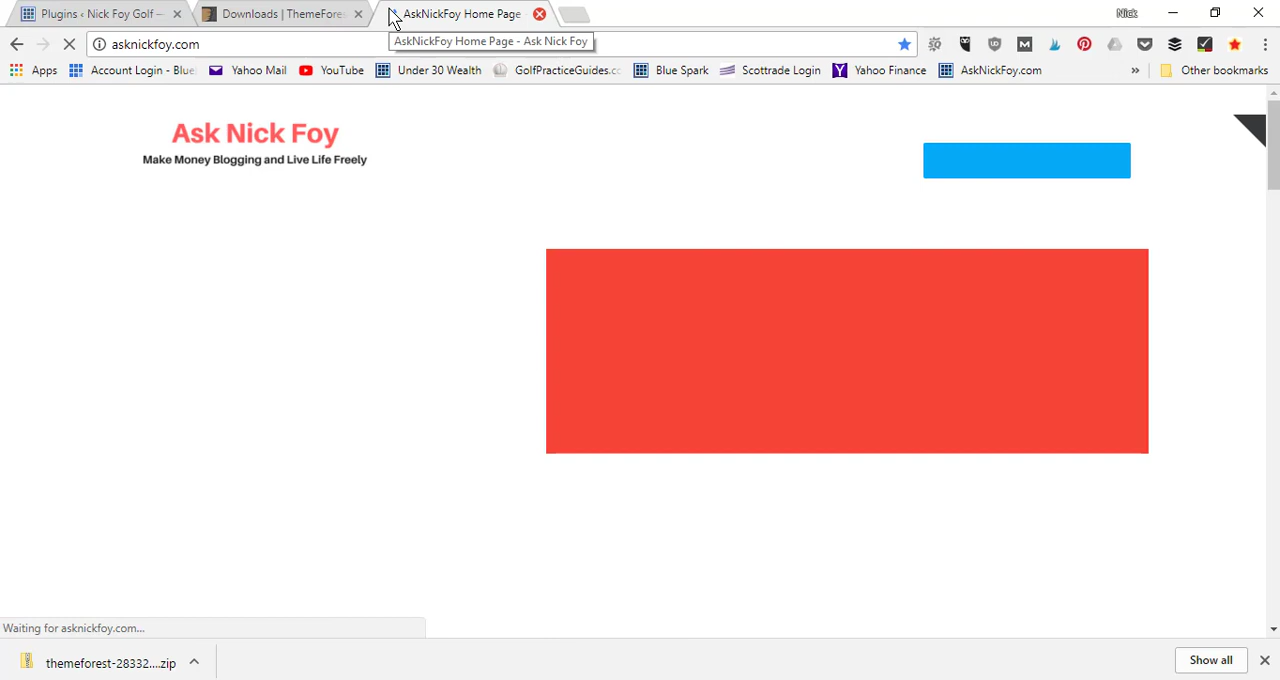 Plugins ‹ Nick Foy Golf —
Downloads | ThemeFore
AskNickFoy Home Page
Nick
asknickfoy.com
AskNickFoy Home Page - Ask Nick Foy
Apps
Account Login - Blue
Yahoo Mail
YouTube
Under 30 Wealth
GolfPracticeGuides.cc
Blue Spark
Scottrade Login
Yahoo Finance
AskNickFoy.com
»
Other bookmarks
Ask Nick Foy
Make Money Blogging and Live Life Freely
Waiting for asknickfoy.com...
themeforest-28332....zip
Show all